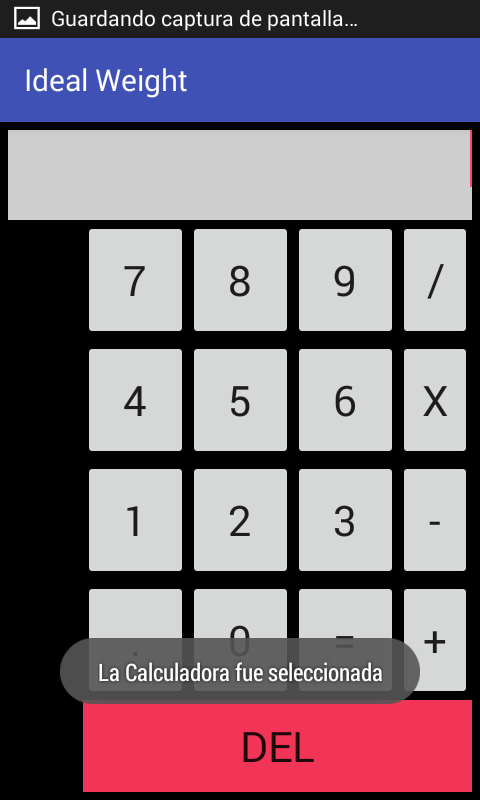 Guardando captura de pantalla...
Ideal Weight
7 8 9 /
4 5 6 X
1 2 3 -
. 0 = +
La Calculadora fue seleccionada
DEL